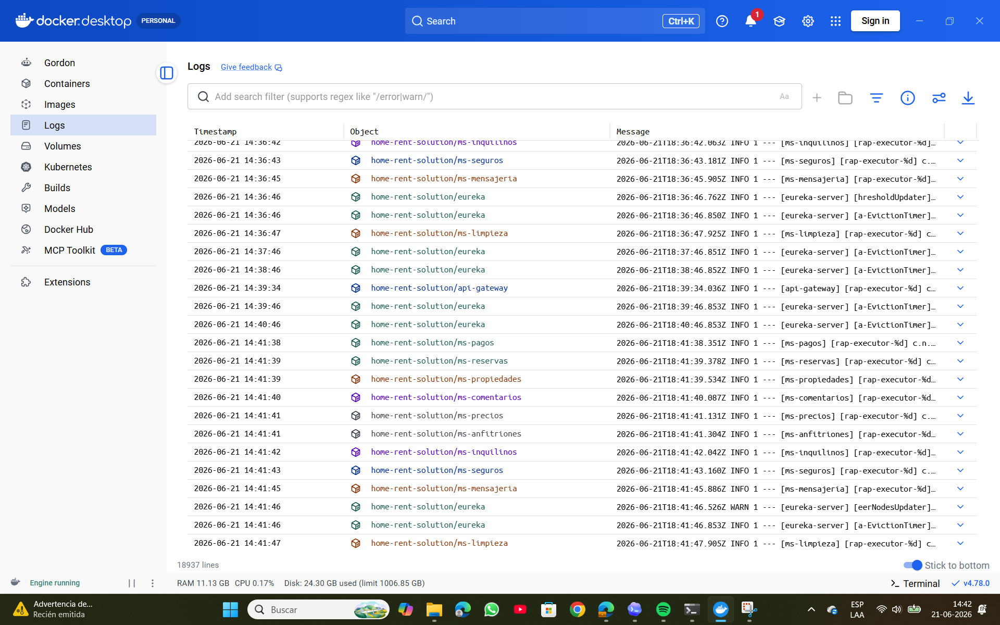 docker.desktop PERSONAL
Search Ctrl+K
1
Sign in
Gordon
Containers
Images
Logs
Volumes
Kubernetes
Builds
Models
Docker Hub
MCP Toolkit BETA
Extensions
Logs Give feedback
Add search filter (supports regex like "/error|warn/") Aa
Timestamp Object Message
2026-06-21 14:36:42 home-rent-solution/ms-inquilinos 2026-06-21T18:36:42.063Z INFO 1 --- [ms-inquilinos] [rap-executor-%d]…
2026-06-21 14:36:43 home-rent-solution/ms-seguros 2026-06-21T18:36:43.181Z INFO 1 --- [ms-seguros] [rap-executor-%d] c.…
2026-06-21 14:36:45 home-rent-solution/ms-mensajeria 2026-06-21T18:36:45.905Z INFO 1 --- [ms-mensajeria] [rap-executor-%d]…
2026-06-21 14:36:46 home-rent-solution/eureka 2026-06-21T18:36:46.762Z INFO 1 --- [eureka-server] [hresholdUpdater]…
2026-06-21 14:36:46 home-rent-solution/eureka 2026-06-21T18:36:46.850Z INFO 1 --- [eureka-server] [a-EvictionTimer]…
2026-06-21 14:36:47 home-rent-solution/ms-limpieza 2026-06-21T18:36:47.925Z INFO 1 --- [ms-limpieza] [rap-executor-%d] c…
2026-06-21 14:37:46 home-rent-solution/eureka 2026-06-21T18:37:46.851Z INFO 1 --- [eureka-server] [a-EvictionTimer]…
2026-06-21 14:38:46 home-rent-solution/eureka 2026-06-21T18:38:46.852Z INFO 1 --- [eureka-server] [a-EvictionTimer]…
2026-06-21 14:39:34 home-rent-solution/api-gateway 2026-06-21T18:39:34.036Z INFO 1 --- [api-gateway] [rap-executor-%d] c…
2026-06-21 14:39:46 home-rent-solution/eureka 2026-06-21T18:39:46.853Z INFO 1 --- [eureka-server] [a-EvictionTimer]…
2026-06-21 14:40:46 home-rent-solution/eureka 2026-06-21T18:40:46.853Z INFO 1 --- [eureka-server] [a-EvictionTimer]…
2026-06-21 14:41:38 home-rent-solution/ms-pagos 2026-06-21T18:41:38.351Z INFO 1 --- [ms-pagos] [rap-executor-%d] c.n.…
2026-06-21 14:41:39 home-rent-solution/ms-reservas 2026-06-21T18:41:39.378Z INFO 1 --- [ms-reservas] [rap-executor-%d] c…
2026-06-21 14:41:39 home-rent-solution/ms-propiedades 2026-06-21T18:41:39.534Z INFO 1 --- [ms-propiedades] [rap-executor-%d…
2026-06-21 14:41:40 home-rent-solution/ms-comentarios 2026-06-21T18:41:40.087Z INFO 1 --- [ms-comentarios] [rap-executor-%d…
2026-06-21 14:41:41 home-rent-solution/ms-precios 2026-06-21T18:41:41.131Z INFO 1 --- [ms-precios] [rap-executor-%d] c.…
2026-06-21 14:41:41 home-rent-solution/ms-anfitriones 2026-06-21T18:41:41.304Z INFO 1 --- [ms-anfitriones] [rap-executor-%d…
2026-06-21 14:41:42 home-rent-solution/ms-inquilinos 2026-06-21T18:41:42.042Z INFO 1 --- [ms-inquilinos] [rap-executor-%d]…
2026-06-21 14:41:43 home-rent-solution/ms-seguros 2026-06-21T18:41:43.160Z INFO 1 --- [ms-seguros] [rap-executor-%d] c.…
2026-06-21 14:41:45 home-rent-solution/ms-mensajeria 2026-06-21T18:41:45.886Z INFO 1 --- [ms-mensajeria] [rap-executor-%d]…
2026-06-21 14:41:46 home-rent-solution/eureka 2026-06-21T18:41:46.526Z WARN 1 --- [eureka-server] [eerNodesUpdater]…
2026-06-21 14:41:46 home-rent-solution/eureka 2026-06-21T18:41:46.853Z INFO 1 --- [eureka-server] [a-EvictionTimer]…
2026-06-21 14:41:47 home-rent-solution/ms-limpieza 2026-06-21T18:41:47.905Z INFO 1 --- [ms-limpieza] [rap-executor-%d] c…
18937 lines Stick to bottom
Engine running RAM 11.13 GB CPU 0.17% Disk: 24.30 GB used (limit 1006.85 GB) Terminal v4.78.0
Advertencia de...
Recién emitida
Buscar
ESP
LAA
14:42
21-06-2026